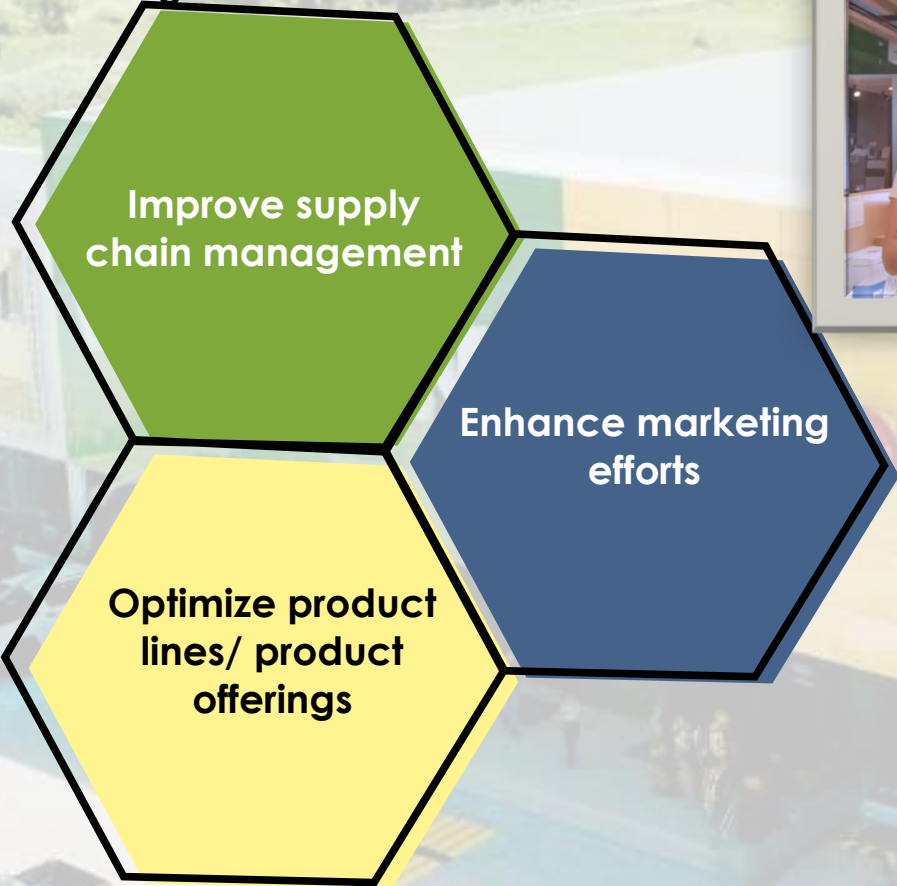 Improve supply
chain management
Enhance marketing
efforts
Optimize product
lines/ product
offerings